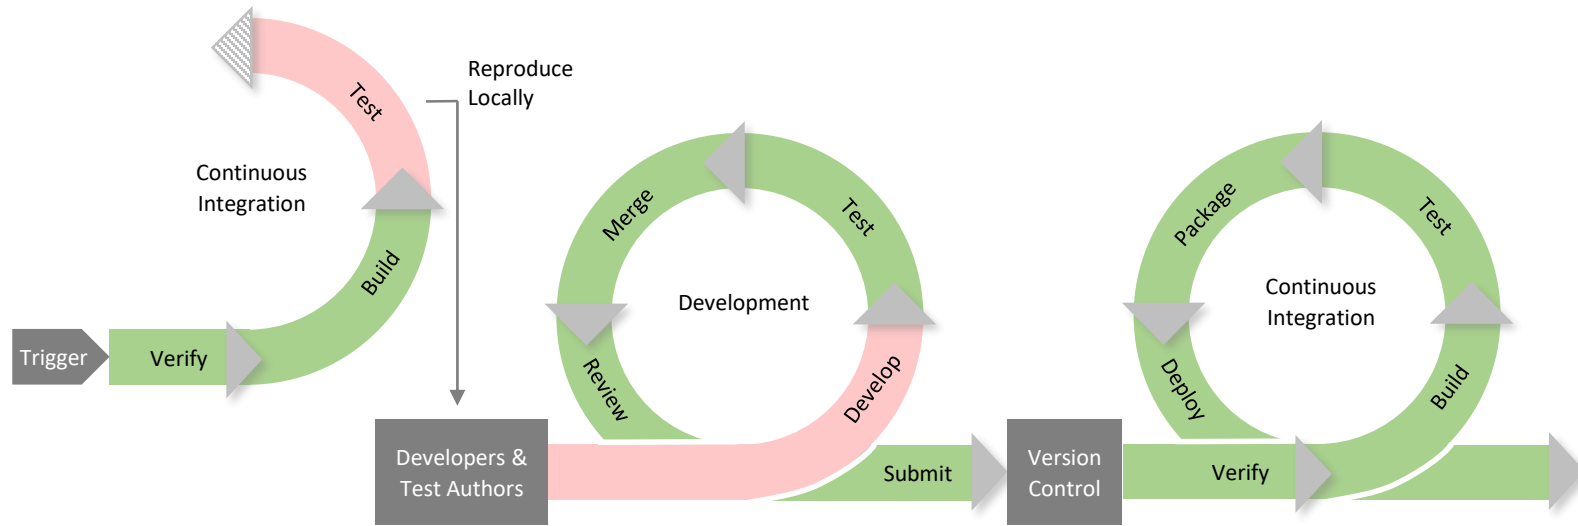 Trigger
Verify
Build
Test
Continuous
Integration
Reproduce
Locally
Developers &
Test Authors
Develop
Test
Merge
Review
Development
Submit
Version
Control
Verify
Build
Test
Package
Deploy
Continuous
Integration